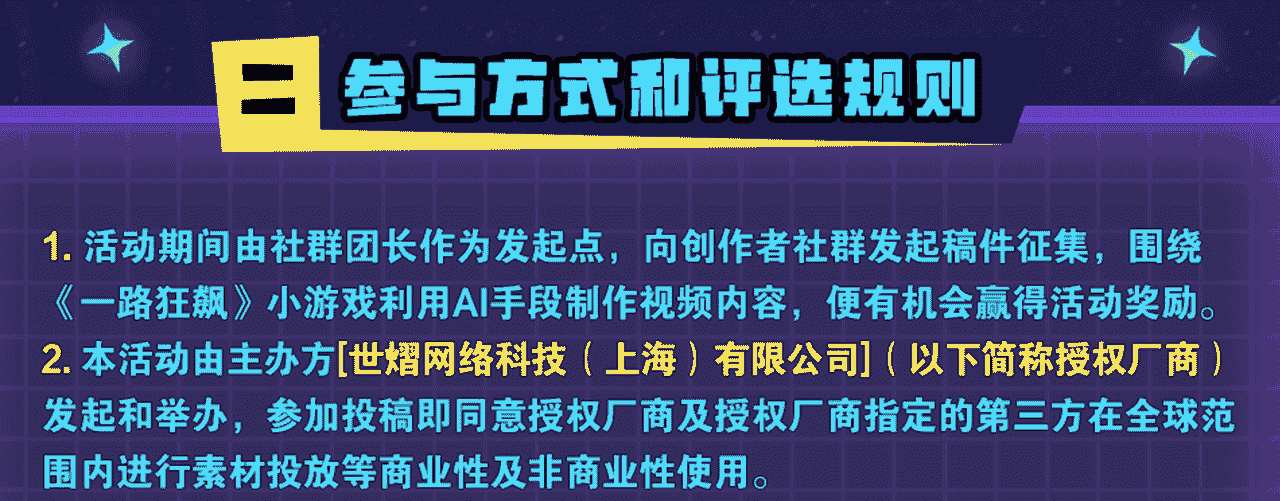 二 参与方式和评选规则
1. 活动期间由社群团长作为发起点，向创作者社群发起稿件征集，围绕
《一路狂飙》小游戏利用AI手段制作视频内容，便有机会赢得活动奖励。
2. 本活动由主办方[世熠网络科技（上海）有限公司]（以下简称授权厂商）
发起和举办，参加投稿即同意授权厂商及授权厂商指定的第三方在全球范
围内进行素材投放等商业性及非商业性使用。